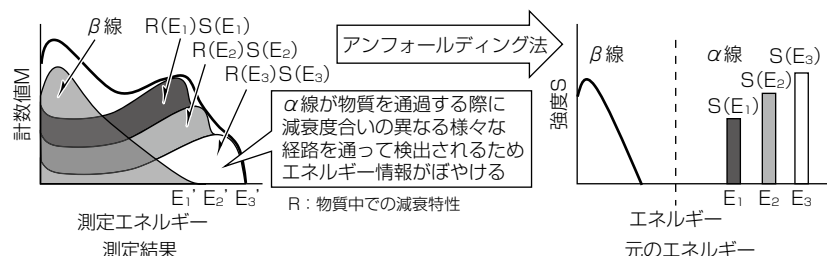 計数値M
β線
R(E₁)S(E₁)
R(E₂)S(E₂)
R(E₃)S(E₃)
E₁' E₂' E₃'
測定エネルギー
測定結果
α線が物質を通過する際に
減衰度合いの異なる様々な
経路を通って検出されるため
エネルギー情報がぼやける
R：物質中での減衰特性
アンフォールディング法
強度S
β線
α線
S(E₁)
S(E₂)
S(E₃)
E₁ E₂ E₃
エネルギー
元のエネルギー